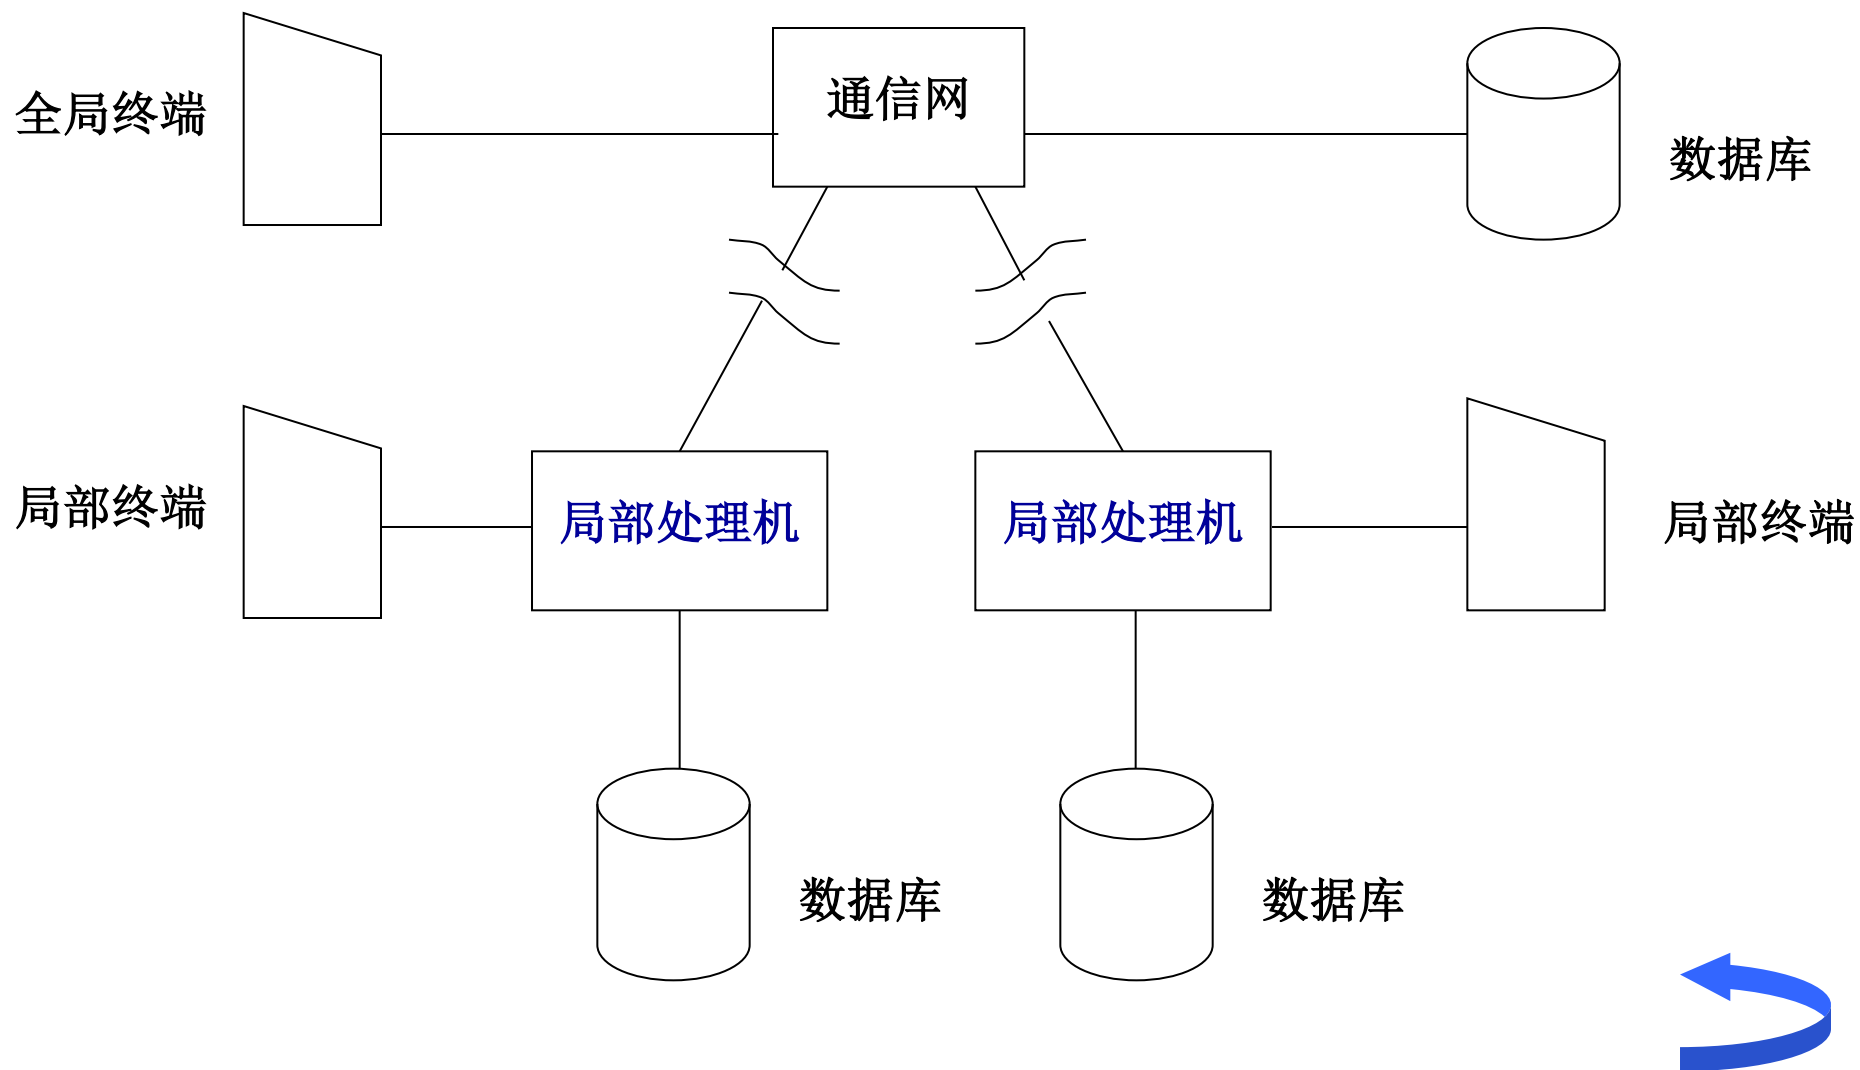 全局终端
通信网
数据库
局部终端
局部处理机
局部处理机
局部终端
数据库
数据库